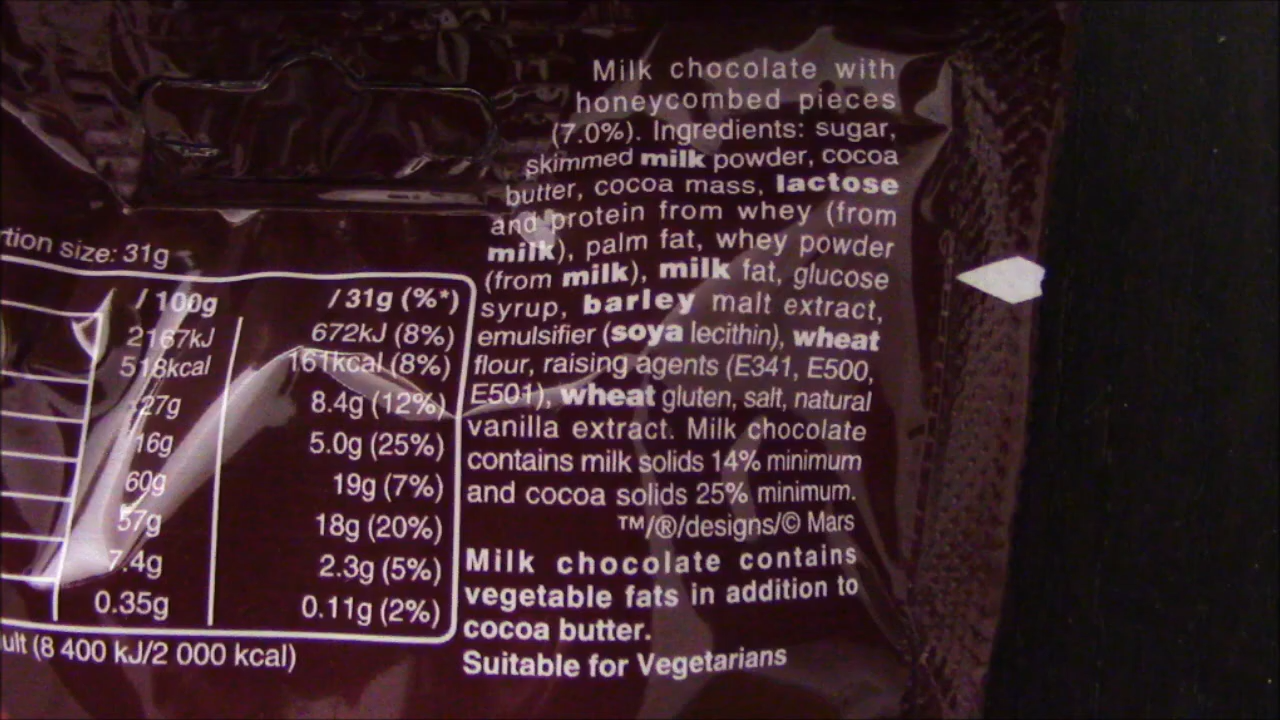 Milk chocolate with
honeycombed pieces
(7.0%). Ingredients: sugar,
skimmed milk powder, cocoa
butter, cocoa mass, lactose
and protein from whey (from
milk), palm fat, whey powder
(from milk), milk fat, glucose
syrup, barley malt extract,
emulsifier (soya lecithin), wheat
flour, raising agents (E341, E500,
E501), wheat gluten, salt, natural
vanilla extract. Milk chocolate
contains milk solids 14% minimum
and cocoa solids 25% minimum.
™/®/designs/© Mars
Milk chocolate contains
vegetable fats in addition to
cocoa butter.
Suitable for Vegetarians
tion size: 31g
/ 100g / 31g (%*)
2167kJ 672kJ (8%)
518kcal 161kcal (8%)
27g 8.4g (12%)
16g 5.0g (25%)
60g 19g (7%)
57g 18g (20%)
7.4g 2.3g (5%)
0.35g 0.11g (2%)
ult (8 400 kJ/2 000 kcal)